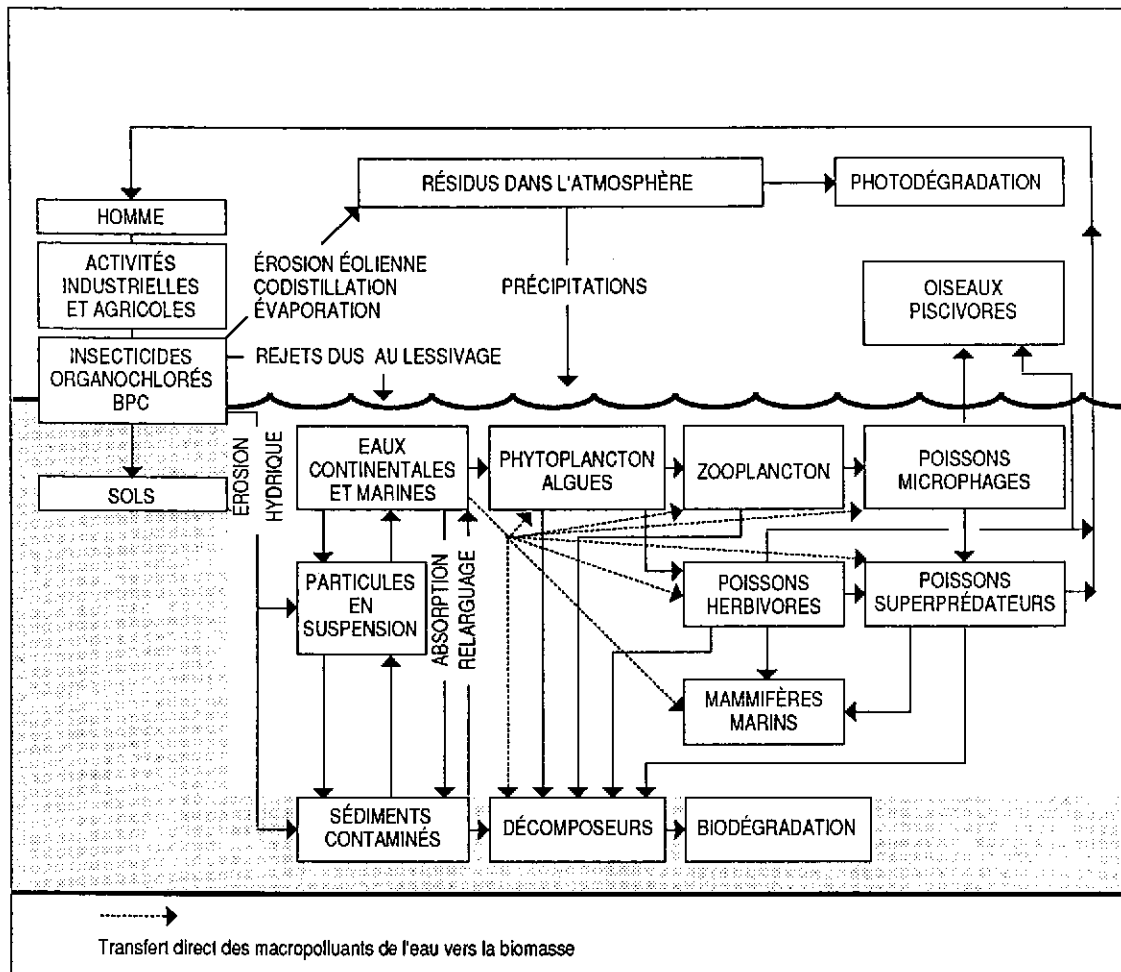 RÉSIDUS DANS L'ATMOSPHÈRE
PHOTODÉGRADATION
HOMME
ACTIVITÉS
INDUSTRIELLES
ET AGRICOLES
ÉROSION ÉOLIENNE
CODISTILLATION
ÉVAPORATION
PRÉCIPITATIONS
OISEAUX
PISCIVORES
INSECTICIDES
ORGANOCHLORÉS
BPC
REJETS DUS AU LESSIVAGE
SOLS
EROSION
HYDRIQUE
EAUX
CONTINENTALES
ET MARINES
PHYTOPLANCTON
ALGUES
ZOOPLANCTON
POISSONS
MICROPHAGES
PARTICULES
EN
SUSPENSION
ABSORPTION
RELARGUAGE
POISSONS
HERBIVORES
POISSONS
SUPERPRÉDATEURS
MAMMIFÈRES
MARINS
SÉDIMENTS
CONTAMINÉS
DÉCOMPOSEURS
BIODÉGRADATION
Transfert direct des macropolluants de l'eau vers la biomasse